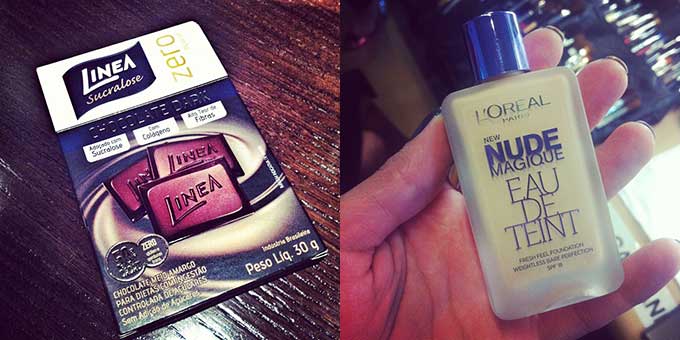 LINEA
Sucralose
zero
CHOCOLATE DARK
Adoçado com
Sucralose
Com
Colágeno
Alto Teor de
Fibras
LINEA
ZERO
Indústria Brasileira
Peso Líq. 30 g
CHOCOLATE MEIO AMARGO
PARA DIETAS COM INGESTÃO
CONTROLADA DE AÇÚCARES
Sem Adição de Açúcares
L'ORÉAL
PARIS
NEW
NUDE
MAGIQUE
EAU
DE
TEINT
FRESH FEEL FOUNDATION
WEIGHTLESS BARE PERFECTION
SPF 18